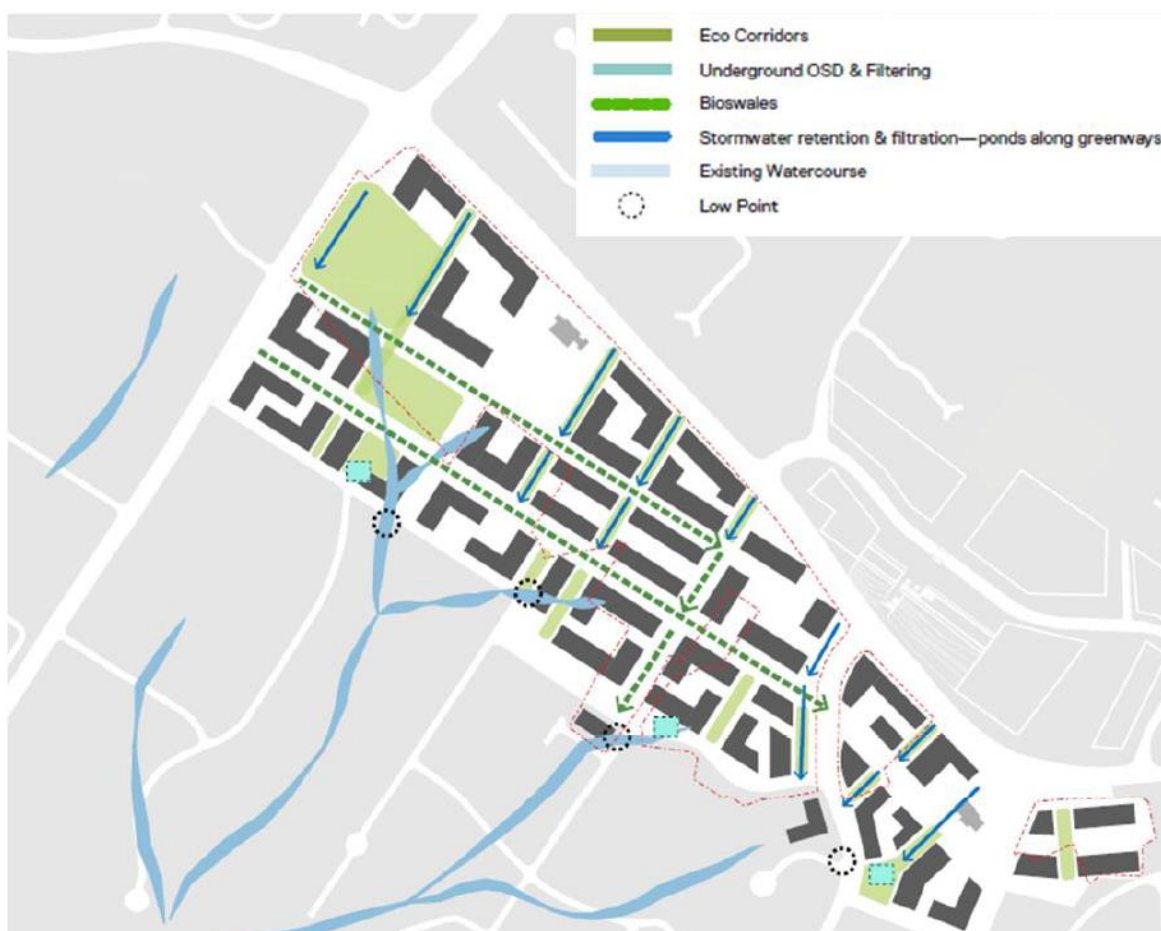 Eco Corridors
Underground OSD & Filtering
Bioswales
Stormwater retention & filtration—ponds along greenways
Existing Watercourse
Low Point